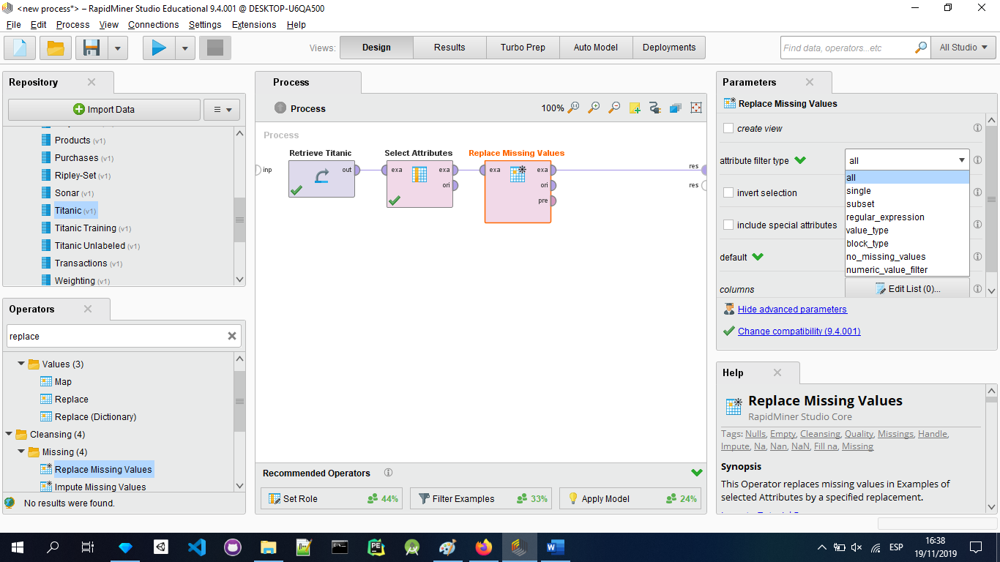 <new process*> – RapidMiner Studio Educational 9.4.001 @ DESKTOP-U6QA500
File Edit Process View Connections Settings Extensions Help
Views: Design Results Turbo Prep Auto Model Deployments
Find data, operators...etc
All Studio
Repository
Import Data
Products (v1)
Purchases (v1)
Ripley-Set (v1)
Sonar (v1)
Titanic (v1)
Titanic Training (v1)
Titanic Unlabeled (v1)
Transactions (v1)
Weighting (v1)
Operators
replace
Values (3)
Map
Replace
Replace (Dictionary)
Cleansing (4)
Missing (4)
Replace Missing Values
Impute Missing Values
No results were found.
Process
Process
100%
Process
Retrieve Titanic Select Attributes Replace Missing Values
inp out exa exa exa exa res
ori ori res
pre
Recommended Operators
Set Role 44% Filter Examples 33% Apply Model 24%
Parameters
Replace Missing Values
create view
attribute filter type all
all
single
invert selection
subset
regular_expression
include special attributes
value_type
block_type
default
no_missing_values
numeric_value_filter
columns Edit List (0)...
Hide advanced parameters
Change compatibility (9.4.001)
Help
Replace Missing Values
RapidMiner Studio Core
Tags: Nulls, Empty, Cleansing, Quality, Missings, Handle,
Impute, Na, Nan, NaN, Fill na, Missing
Synopsis
This Operator replaces missing values in Examples of
selected Attributes by a specified replacement.
ESP
16:38
19/11/2019